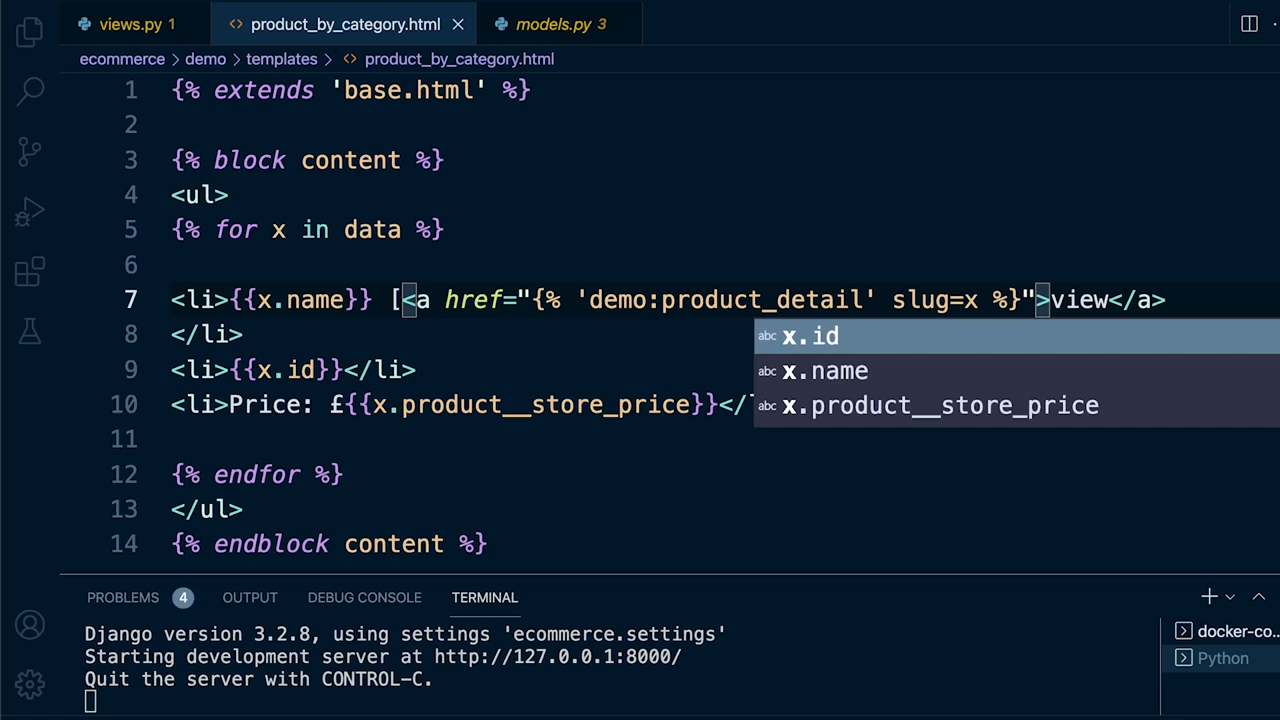 views.py 1
product_by_category.html
models.py 3
ecommerce > demo > templates > product_by_category.html
1 {% extends 'base.html' %}
2
3 {% block content %}
4 <ul>
5 {% for x in data %}
6
7 <li>{{x.name}} [<a href="{% 'demo:product_detail' slug=x %}">view</a>
8 </li>
9 <li>{{x.id}}</li>
10 <li>Price: £{{x.product__store_price}}</
11
12 {% endfor %}
13 </ul>
14 {% endblock content %}
abc x.id
abc x.name
abc x.product__store_price
PROBLEMS 4 OUTPUT DEBUG CONSOLE TERMINAL
Django version 3.2.8, using settings 'ecommerce.settings'
Starting development server at http://127.0.0.1:8000/
Quit the server with CONTROL-C.
docker-co...
Python